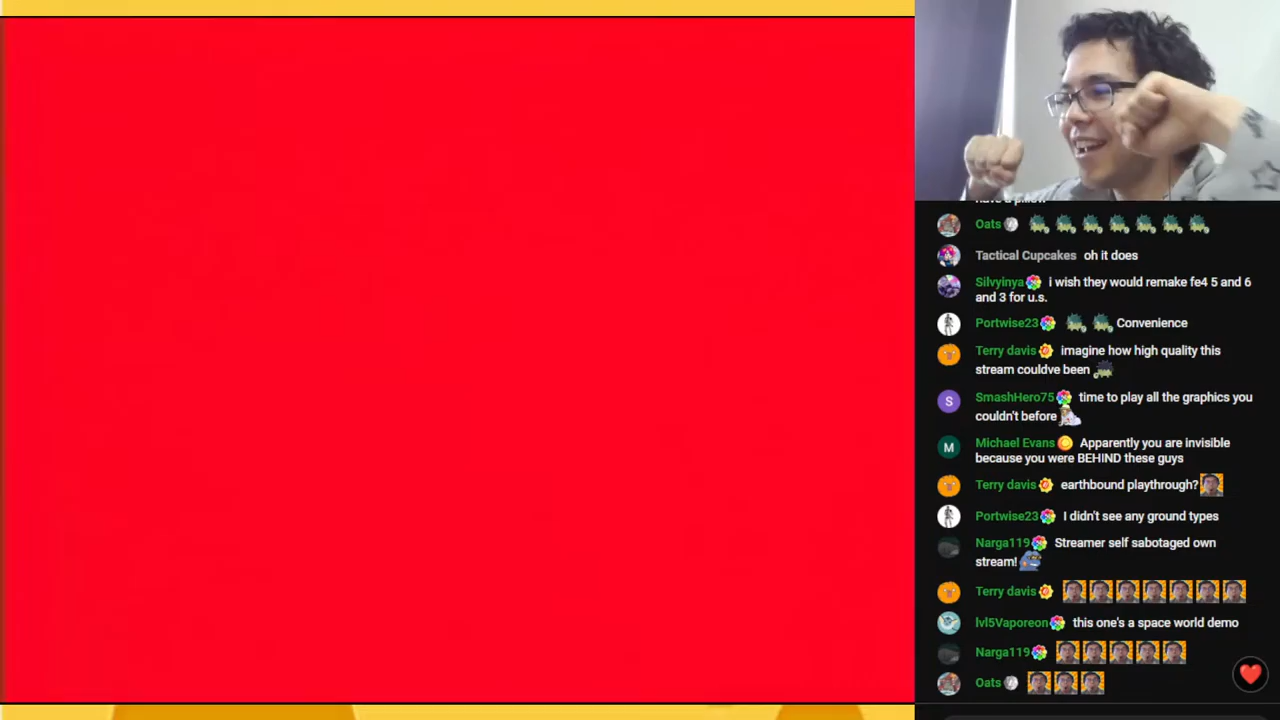 Oats
Tactical Cupcakes oh it does
Silvyinya i wish they would remake fe4 5 and 6
and 3 for u.s.
Portwise23 Convenience
Terry davis imagine how high quality this
stream couldve been
SmashHero75 time to play all the graphics you
couldn't before
Michael Evans Apparently you are invisible
because you were BEHIND these guys
Terry davis earthbound playthrough?
Portwise23 I didn't see any ground types
Narga119 Streamer self sabotaged own
stream!
Terry davis
lvl5Vaporeon this one's a space world demo
Narga119
Oats
S
M